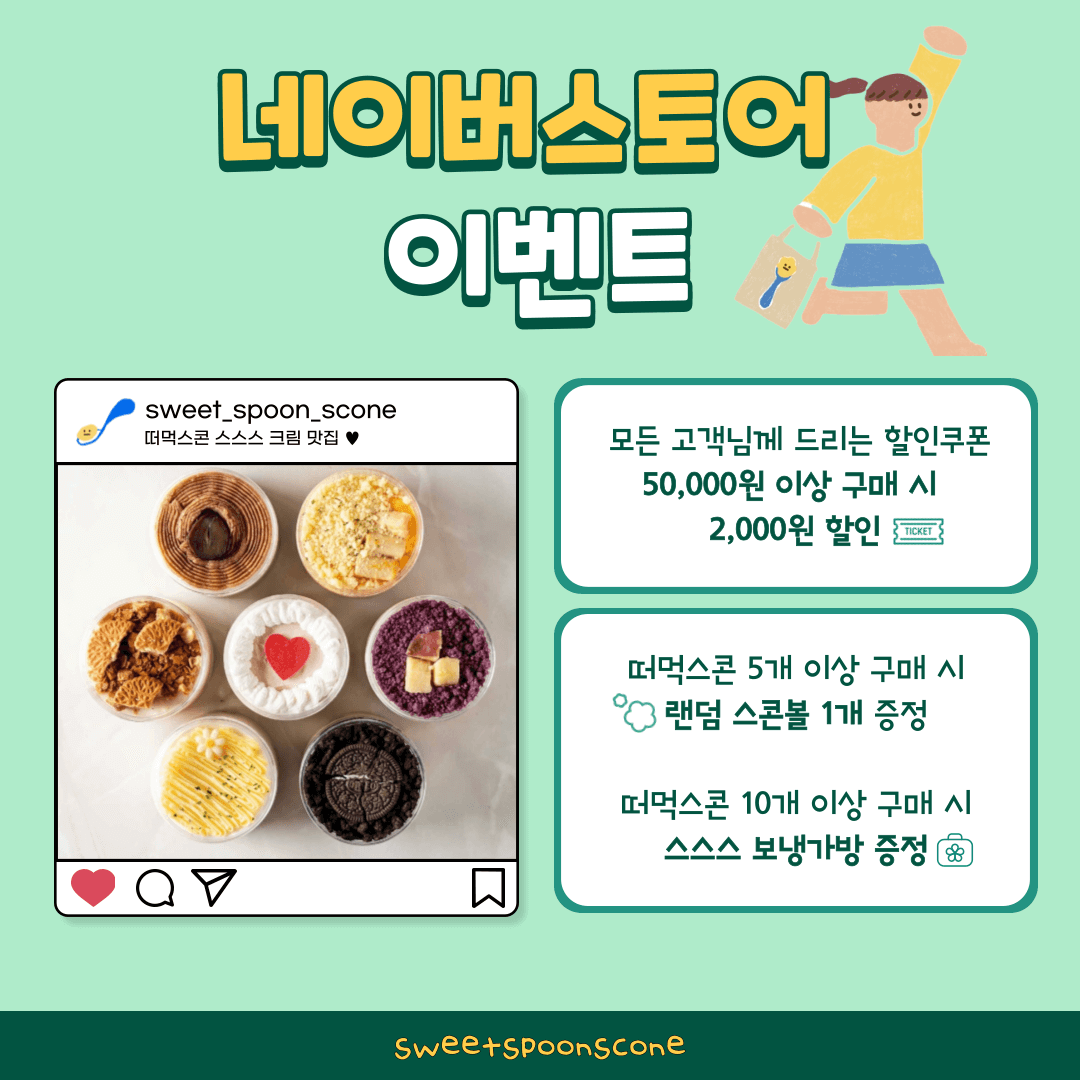 네이버스토어
이벤트
sweet_spoon_scone
떠먹스콘 스스스 크림 맛집 ♥
모든 고객님께 드리는 할인쿠폰
50,000원 이상 구매 시
2,000원 할인
TICKET
떠먹스콘 5개 이상 구매 시
랜덤 스콘볼 1개 증정
떠먹스콘 10개 이상 구매 시
스스스 보냉가방 증정
sweetspoonscone